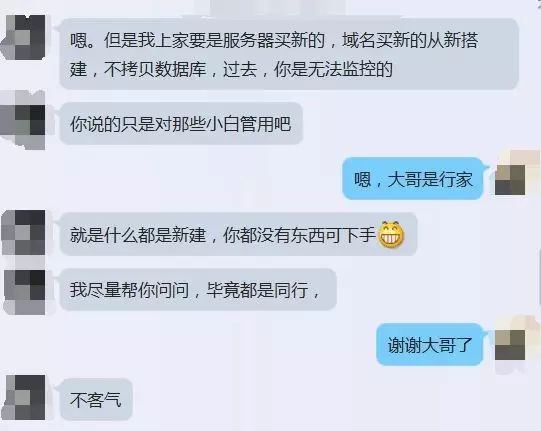 嗯。但是我上家要是服务器买新的，域名买新的从新搭
建，不拷贝数据库，过去，你是无法监控的
你说的只是对那些小白管用吧
嗯，大哥是行家
就是什么都是新建，你都没有东西可下手
我尽量帮你问问，毕竟都是同行，
谢谢大哥了
不客气